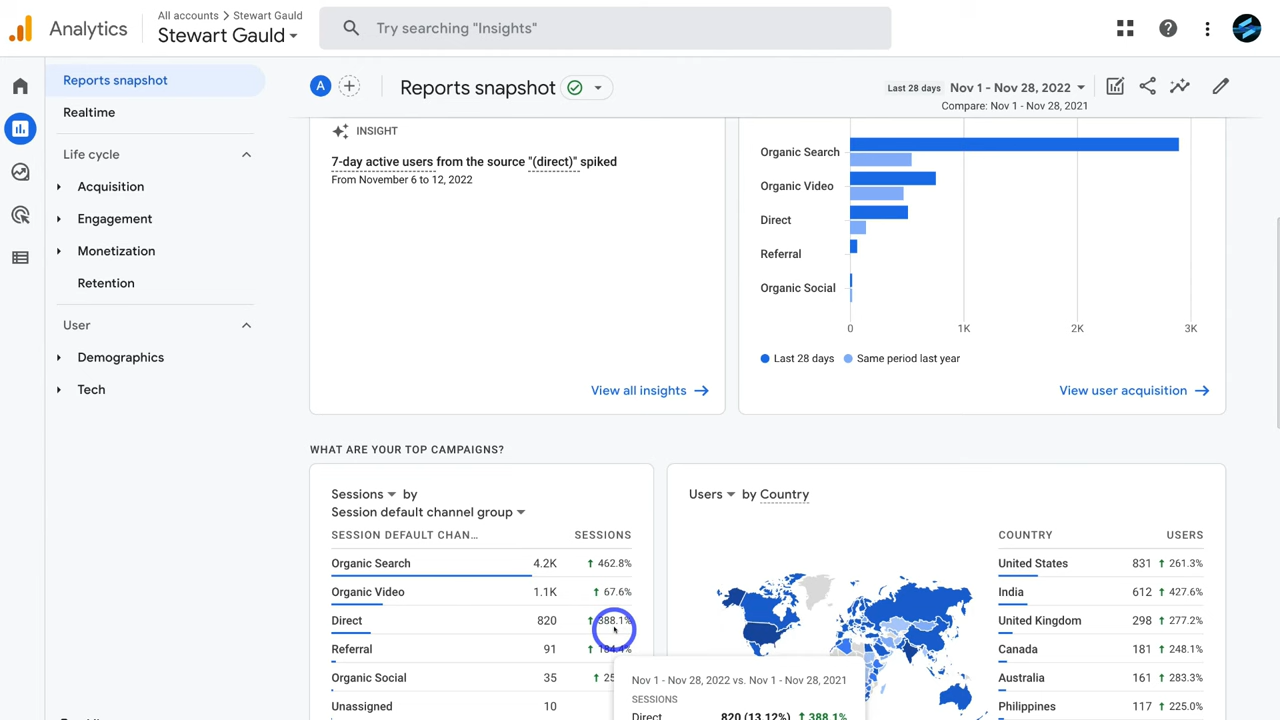 Analytics
All accounts > Stewart Gauld
Stewart Gauld
Try searching "Insights"
Reports snapshot
Realtime
Life cycle
Acquisition
Engagement
Monetization
Retention
User
Demographics
Tech
A
Reports snapshot
Last 28 days Nov 1 - Nov 28, 2022
Compare: Nov 1 - Nov 28, 2021
INSIGHT
7-day active users from the source "(direct)" spiked
From November 6 to 12, 2022
View all insights
Organic Search
Organic Video
Direct
Referral
Organic Social
0 1K 2K 3K
Last 28 days Same period last year
View user acquisition
WHAT ARE YOUR TOP CAMPAIGNS?
Sessions by
Session default channel group
SESSION DEFAULT CHAN... SESSIONS
Organic Search 4.2K ↑ 462.8%
Organic Video 1.1K ↑ 67.6%
Direct 820 ↑ 388.1%
Referral 91 ↑ 184.4%
Organic Social 35 ↑
Unassigned 10
Nov 1 - Nov 28, 2022 vs. Nov 1 - Nov 28, 2021
SESSIONS
Direct 820 (13.12%) ↑ 388.1%
Users by Country
COUNTRY USERS
United States 831 ↑ 261.3%
India 612 ↑ 427.6%
United Kingdom 298 ↑ 277.2%
Canada 181 ↑ 248.1%
Australia 161 ↑ 283.3%
Philippines 117 ↑ 225.0%